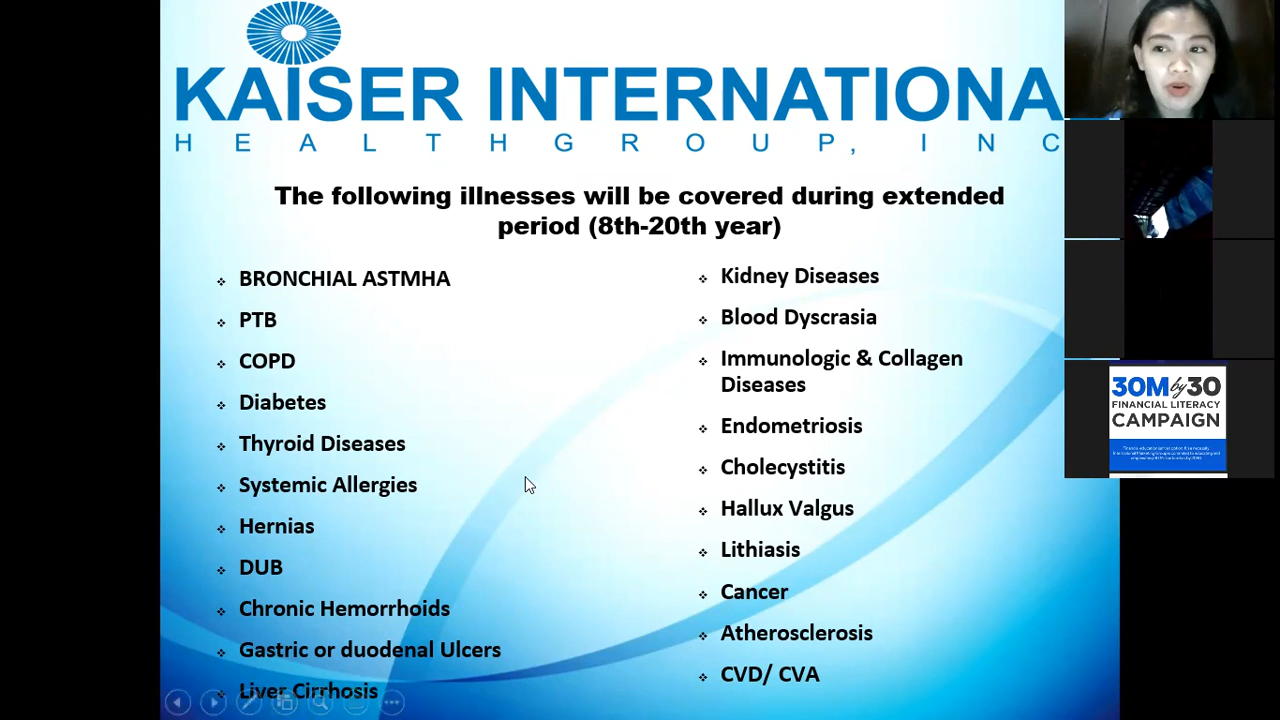 KAISER INTERNATIONA
HEALTHGROUP, INC
The following illnesses will be covered during extended
period (8th-20th year)
BRONCHIAL ASTMHA
PTB
COPD
Diabetes
Thyroid Diseases
Systemic Allergies
Hernias
DUB
Chronic Hemorrhoids
Gastric or duodenal Ulcers
Liver Cirrhosis
Kidney Diseases
Blood Dyscrasia
Immunologic & Collagen
Diseases
Endometriosis
Cholecystitis
Hallux Valgus
Lithiasis
Cancer
Atherosclerosis
CVD/ CVA
30M by 30
FINANCIAL LITERACY
CAMPAIGN